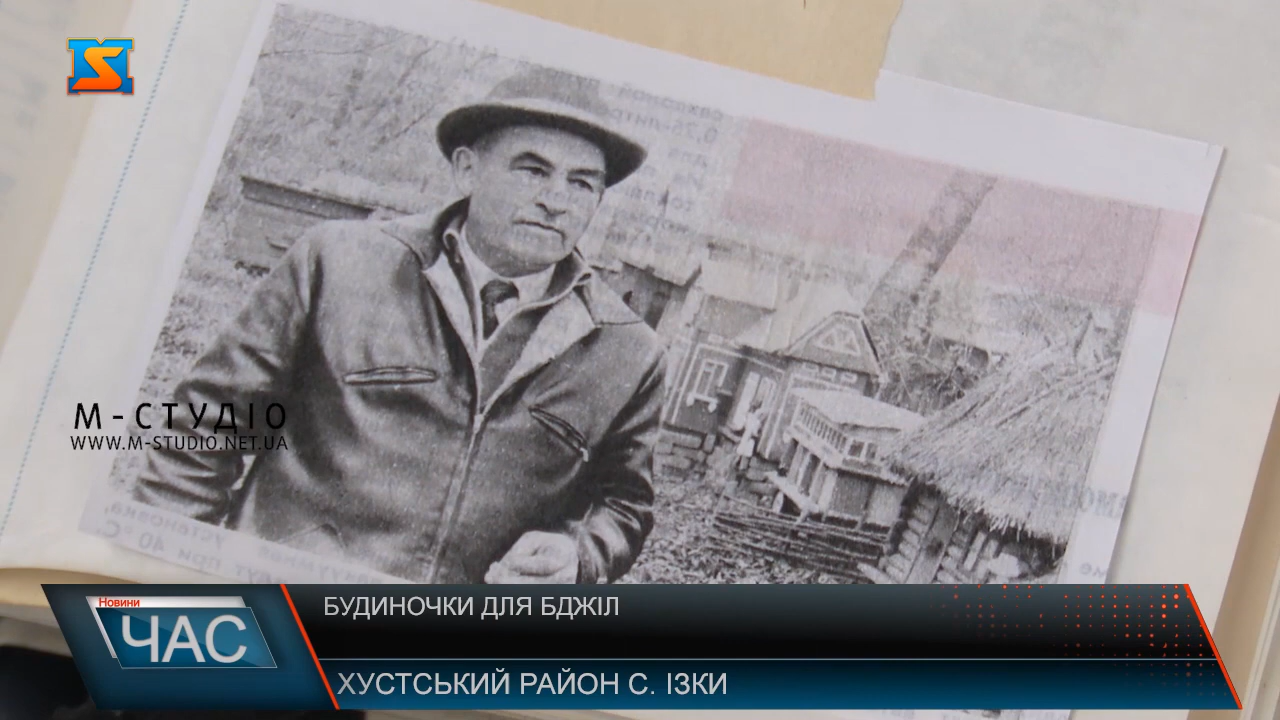 М-СТУДІО
WWW.M-STUDIO.NET.UA
Новини
ЧАС
БУДИНОЧКИ ДЛЯ БДЖІЛ
ХУСТСЬКИЙ РАЙОН С. ІЗКИ